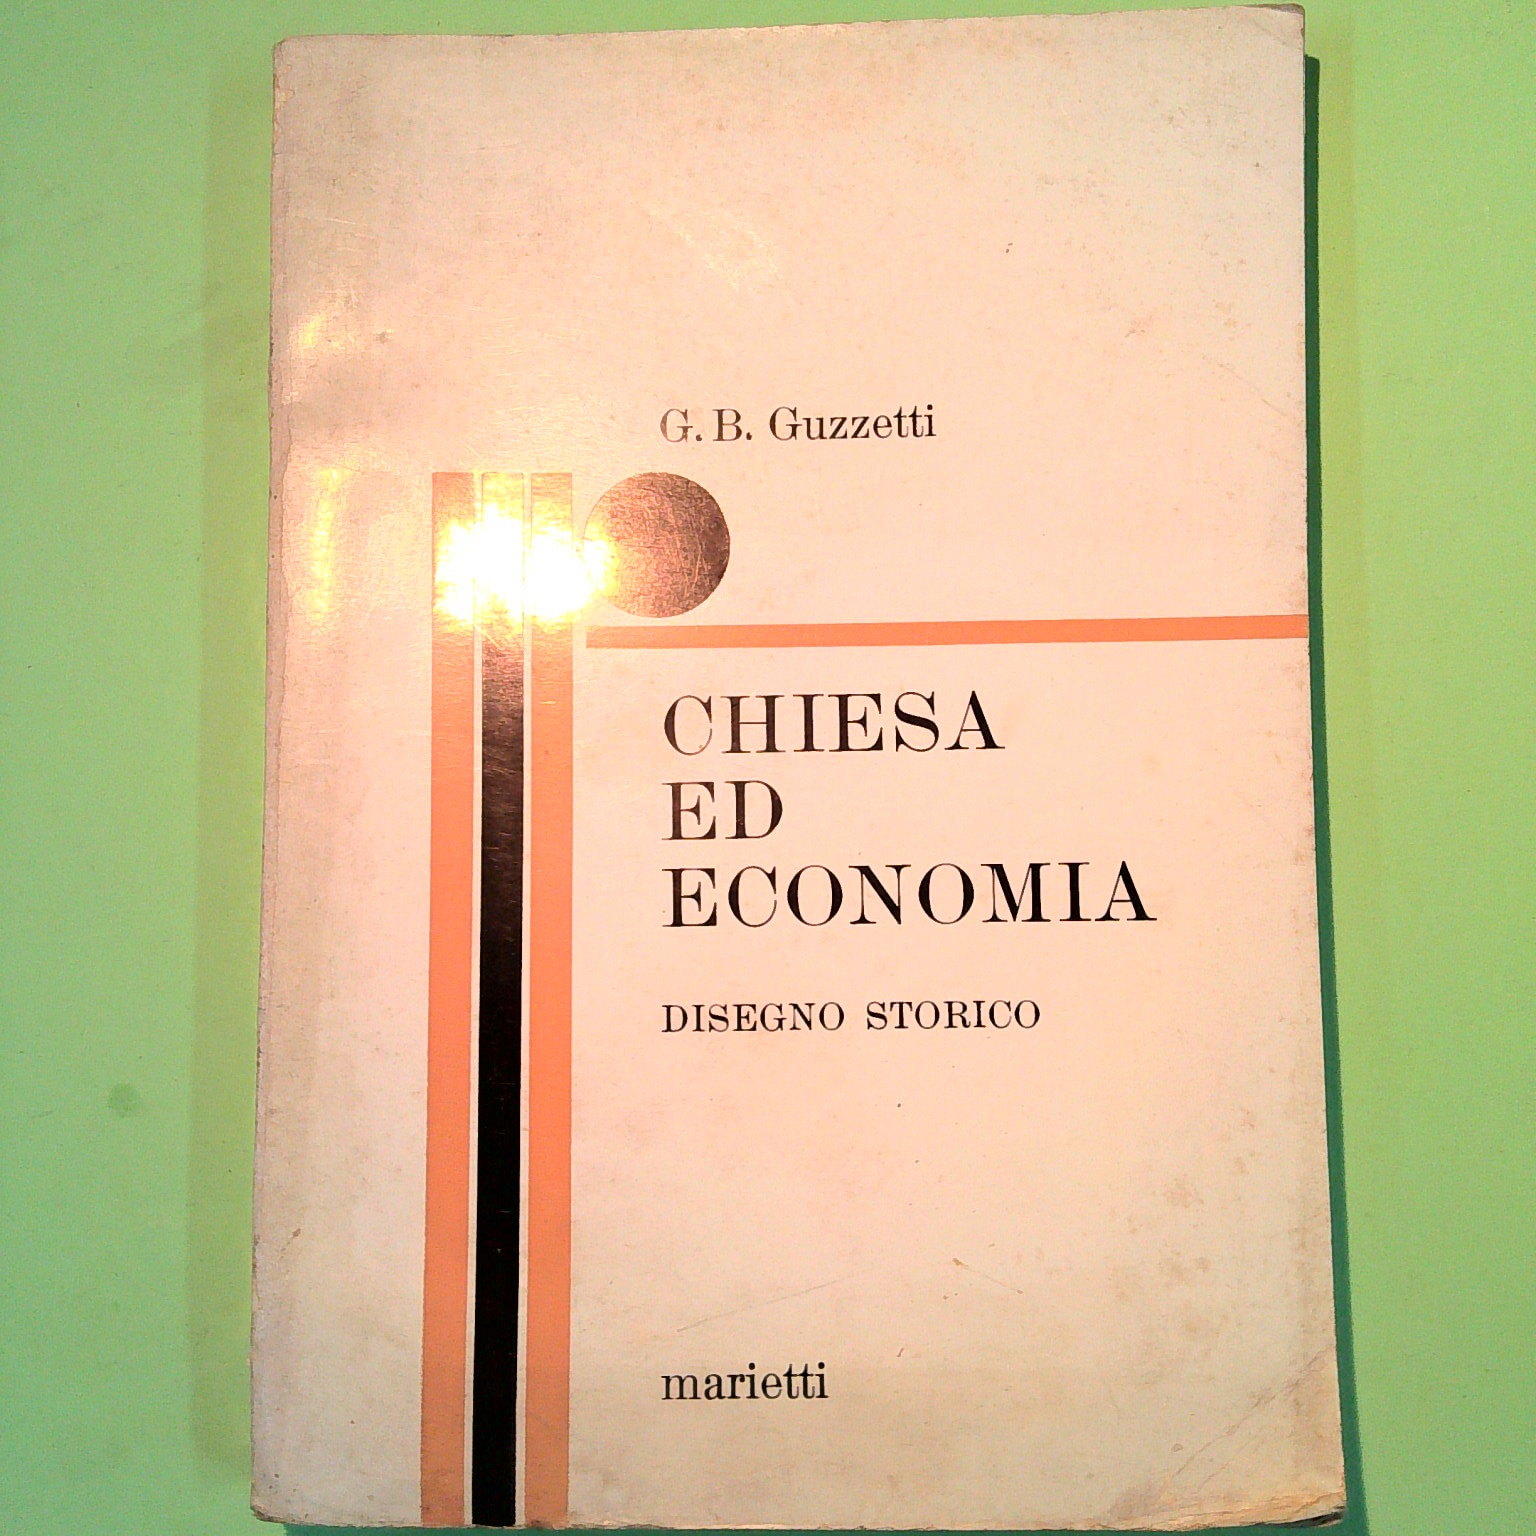 G. B. Guzzetti
CHIESA
ED
ECONOMIA
DISEGNO STORICO
marietti